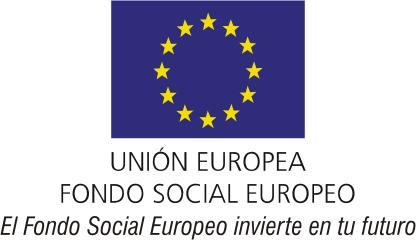 UNIÓN EUROPEA
FONDO SOCIAL EUROPEO
El Fondo Social Europeo invierte en tu futuro